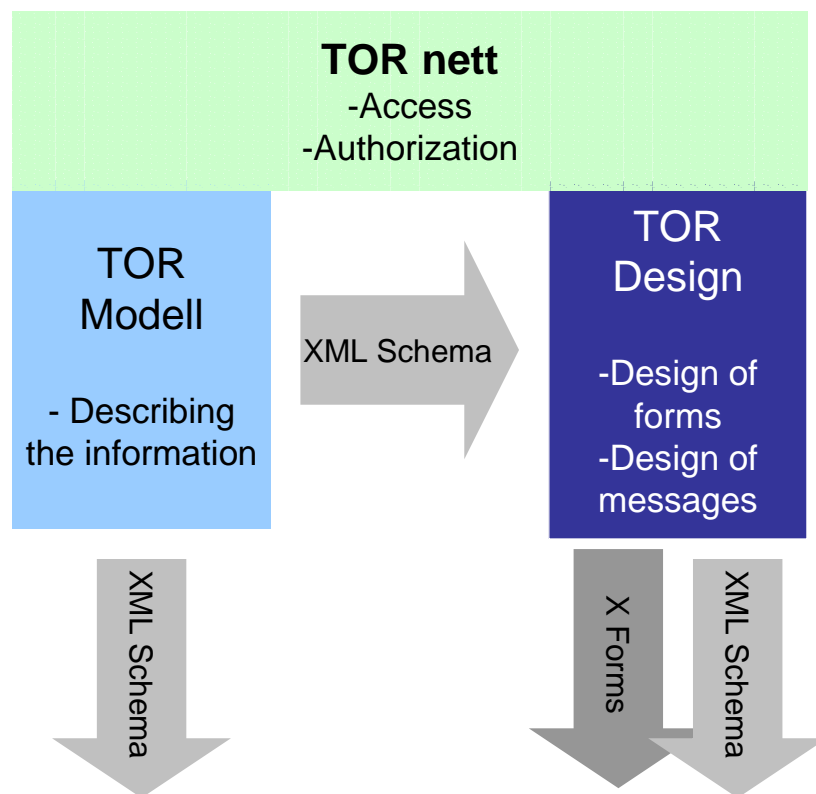 TOR nett
-Access
-Authorization
TOR
Modell
- Describing
the information
XML Schema
TOR
Design
-Design of
forms
-Design of
messages
XML Schema
X Forms
XML Schema